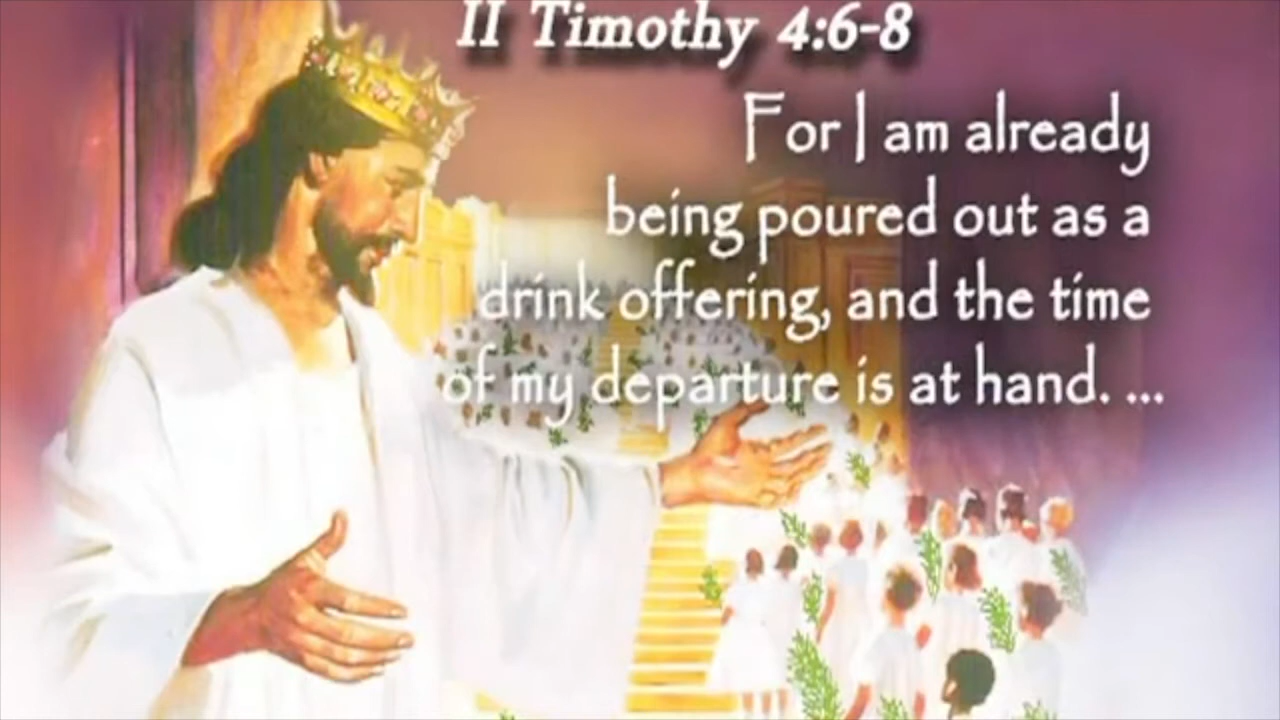 II Timothy 4:6-8
For I am already
being poured out as a
drink offering, and the time
of my departure is at hand. ...